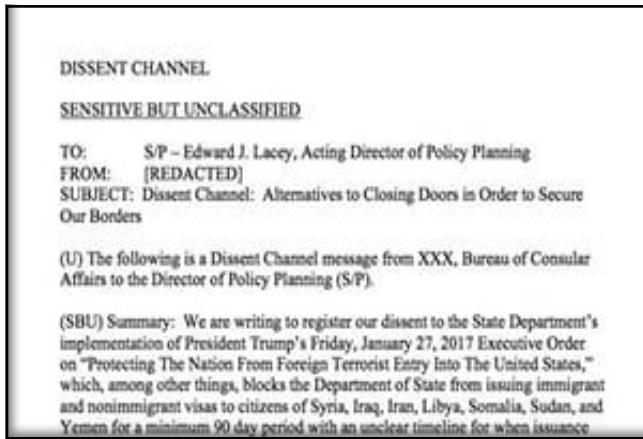 DISSENT CHANNEL
SENSITIVE BUT UNCLASSIFIED
TO: S/P – Edward J. Lacey, Acting Director of Policy Planning
FROM: [REDACTED]
SUBJECT: Dissent Channel: Alternatives to Closing Doors in Order to Secure
Our Borders
(U) The following is a Dissent Channel message from XXX, Bureau of Consular
Affairs to the Director of Policy Planning (S/P).
(SBU) Summary: We are writing to register our dissent to the State Department's
implementation of President Trump's Friday, January 27, 2017 Executive Order
on "Protecting The Nation From Foreign Terrorist Entry Into The United States,"
which, among other things, blocks the Department of State from issuing immigrant
and nonimmigrant visas to citizens of Syria, Iraq, Iran, Libya, Somalia, Sudan, and
Yemen for a minimum 90 day period with an unclear timeline for when issuance